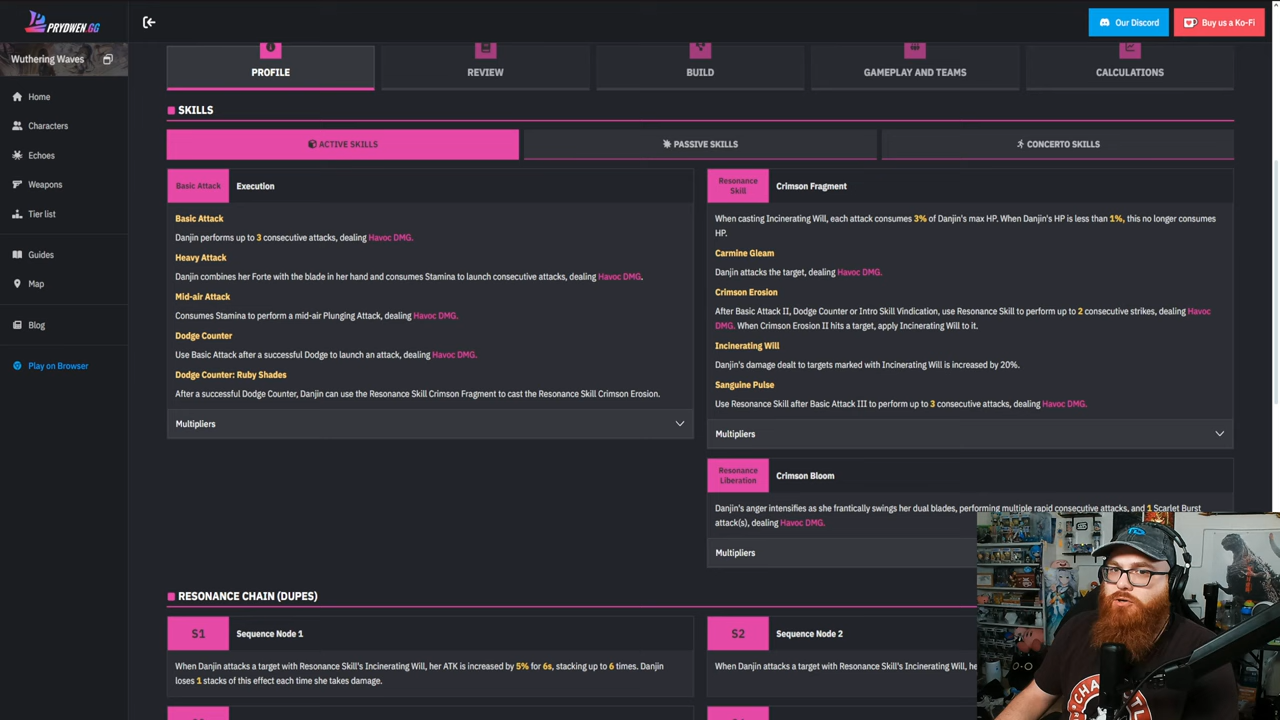 PRYDWEN.GG
Our Discord
Buy us a Ko-Fi
Wuthering Waves
Home
Characters
Echoes
Weapons
Tier list
Guides
Map
Blog
Play on Browser
PROFILE
REVIEW
BUILD
GAMEPLAY AND TEAMS
CALCULATIONS
SKILLS
ACTIVE SKILLS
PASSIVE SKILLS
CONCERTO SKILLS
Basic Attack
Execution
Basic Attack
Danjin performs up to 3 consecutive attacks, dealing Havoc DMG.
Heavy Attack
Danjin combines her Forte with the blade in her hand and consumes Stamina to launch consecutive attacks, dealing Havoc DMG.
Mid-air Attack
Consumes Stamina to perform a mid-air Plunging Attack, dealing Havoc DMG.
Dodge Counter
Use Basic Attack after a successful Dodge to launch an attack, dealing Havoc DMG.
Dodge Counter: Ruby Shades
After a successful Dodge Counter, Danjin can use the Resonance Skill Crimson Fragment to cast the Resonance Skill Crimson Erosion.
Multipliers
Resonance
Skill
Crimson Fragment
When casting Incinerating Will, each attack consumes 3% of Danjin's max HP. When Danjin's HP is less than 1%, this no longer consumes
HP.
Carmine Gleam
Danjin attacks the target, dealing Havoc DMG.
Crimson Erosion
After Basic Attack II, Dodge Counter or Intro Skill Vindication, use Resonance Skill to perform up to 2 consecutive strikes, dealing Havoc
DMG. When Crimson Erosion II hits a target, apply Incinerating Will to it.
Incinerating Will
Danjin's damage dealt to targets marked with Incinerating Will is increased by 20%.
Sanguine Pulse
Use Resonance Skill after Basic Attack III to perform up to 3 consecutive attacks, dealing Havoc DMG.
Multipliers
Resonance
Liberation
Crimson Bloom
Danjin's anger intensifies as she frantically swings her dual blades, performing multiple rapid consecutive attacks, and 1 Scarlet Burst
attack(s), dealing Havoc DMG.
Multipliers
RESONANCE CHAIN (DUPES)
S1
Sequence Node 1
When Danjin attacks a target with Resonance Skill's Incinerating Will, her ATK is increased by 5% for 6s, stacking up to 6 times. Danjin
loses 1 stacks of this effect each time she takes damage.
S2
Sequence Node 2
When Danjin attacks a target with Resonance Skill's Incinerating Will, he